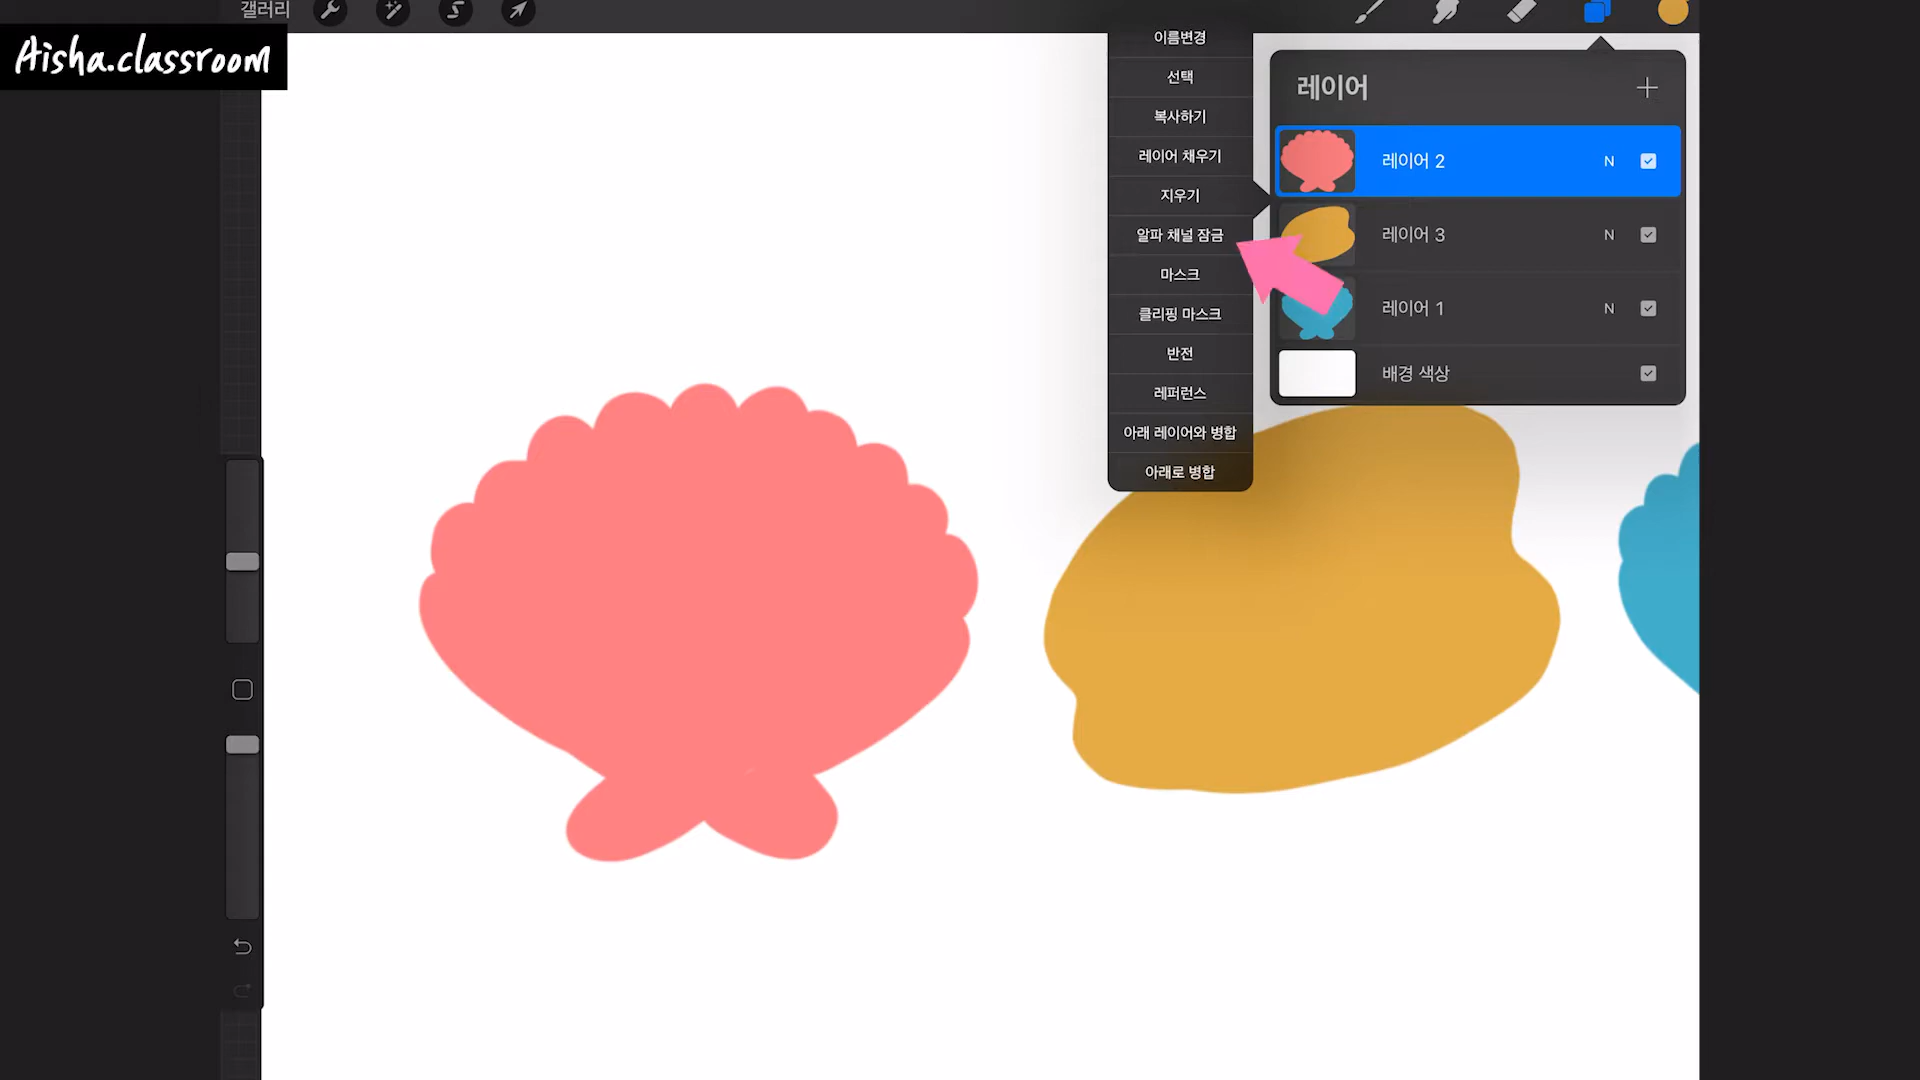 갤러리
Aisha.classroom
이름변경
선택
복사하기
레이어 채우기
지우기
알파 채널 잠금
마스크
클리핑 마스크
반전
레퍼런스
아래 레이어와 병합
아래로 병합
레이어
레이어 2 N
레이어 3 N
레이어 1 N
배경 색상